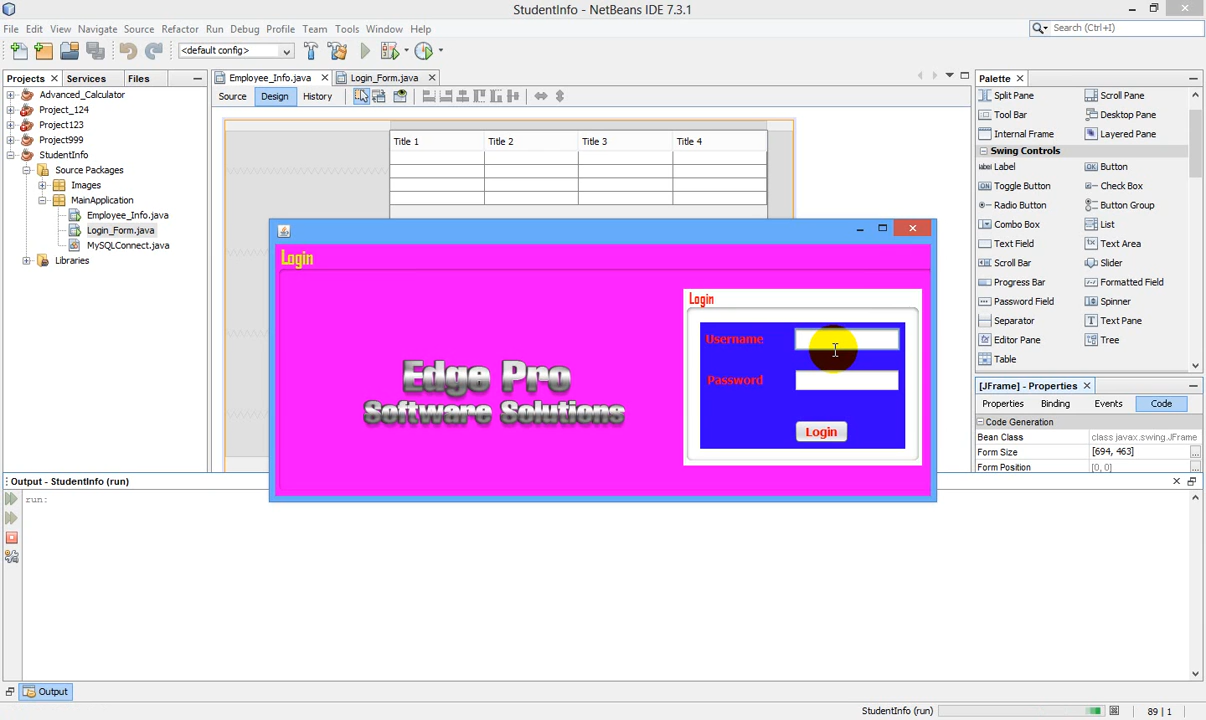 StudentInfo - NetBeans IDE 7.3.1
File Edit View Navigate Source Refactor Run Debug Profile Team Tools Window Help
Search (Ctrl+I)
<default config>
Projects Services Files
Employee_Info.java Login_Form.java
Palette
Source Design History
Advanced_Calculator
Project_124
Project123
Project999
StudentInfo
Source Packages
Images
MainApplication
Employee_Info.java
Login_Form.java
MySQLConnect.java
Libraries
Title 1 Title 2 Title 3 Title 4
Login
Login
Username
Password
Login
Edge Pro
Software Solutions
Split Pane Scroll Pane
Tool Bar Desktop Pane
Internal Frame Layered Pane
Swing Controls
Label Button
Toggle Button Check Box
Radio Button Button Group
Combo Box List
Text Field Text Area
Scroll Bar Slider
Progress Bar Formatted Field
Password Field Spinner
Separator Text Pane
Editor Pane Tree
Table
[JFrame] - Properties
Properties Binding Events Code
Code Generation
Bean Class class javax.swing.JFrame
Form Size [694, 463]
Form Position [0, 0]
Output - StudentInfo (run)
run:
Output
StudentInfo (run)
89 | 1